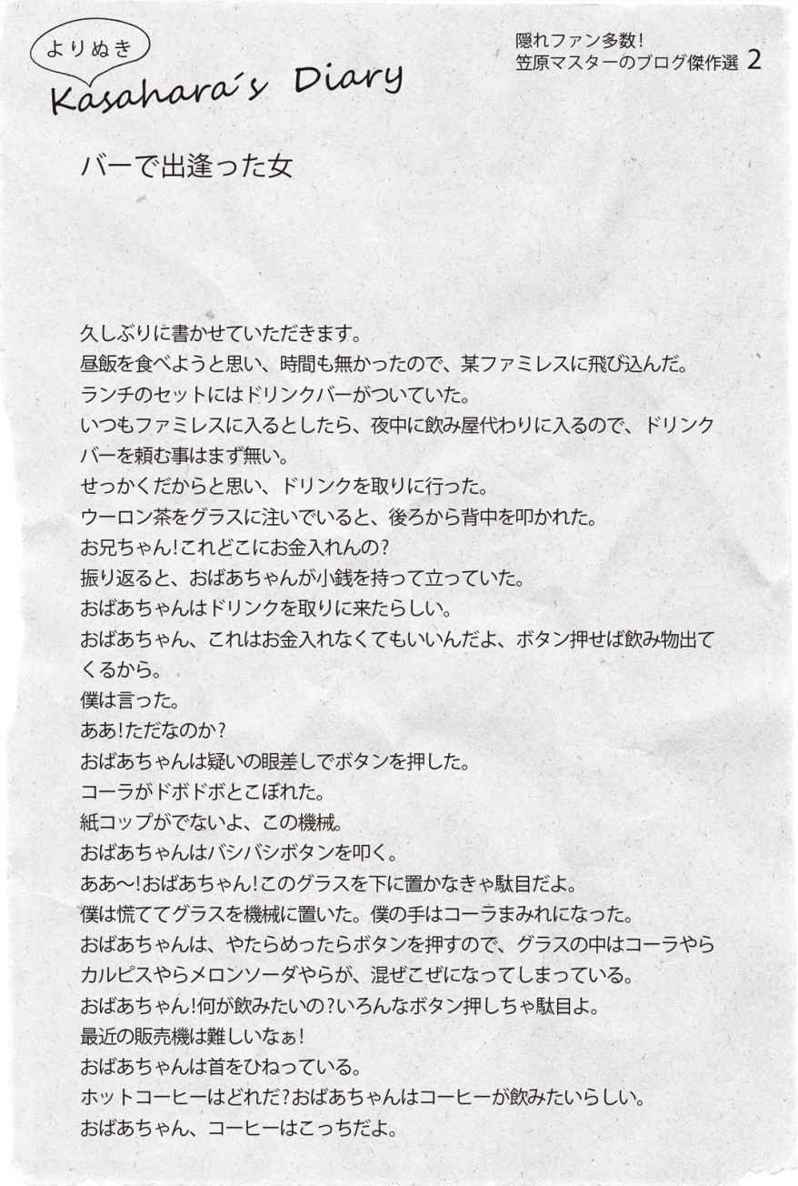 よりぬき
Kasahara´s Diary
隠れファン多数!
笠原マスターのブログ傑作選 2
バーで出逢った女
久しぶりに書かせていただきます。
昼飯を食べようと思い、時間も無かったので、某ファミレスに飛び込んだ。
ランチのセットにはドリンクバーがついていた。
いつもファミレスに入るとしたら、夜中に飲み屋代わりに入るので、ドリンク
バーを頼む事はまず無い。
せっかくだからと思い、ドリンクを取りに行った。
ウーロン茶をグラスに注いでいると、後ろから背中を叩かれた。
お兄ちゃん!これどこにお金入れんの?
振り返ると、おばあちゃんが小銭を持って立っていた。
おばあちゃんはドリンクを取りに来たらしい。
おばあちゃん、これはお金入れなくてもいいんだよ、ボタン押せば飲み物出て
くるから。
僕は言った。
ああ!ただなのか?
おばあちゃんは疑いの眼差しでボタンを押した。
コーラがドボドボとこぼれた。
紙コップがでないよ、この機械。
おばあちゃんはバシバシボタンを叩く。
ああ〜!おばあちゃん!このグラスを下に置かなきゃ駄目だよ。
僕は慌ててグラスを機械に置いた。僕の手はコーラまみれになった。
おばあちゃんは、やたらめったらボタンを押すので、グラスの中はコーラやら
カルピスやらメロンソーダやらが、混ぜこぜになってしまっている。
おばあちゃん!何が飲みたいの?いろんなボタン押しちゃ駄目よ。
最近の販売機は難しいなぁ!
おばあちゃんは首をひねっている。
ホットコーヒーはどれだ?おばあちゃんはコーヒーが飲みたいらしい。
おばあちゃん、コーヒーはこっちだよ。